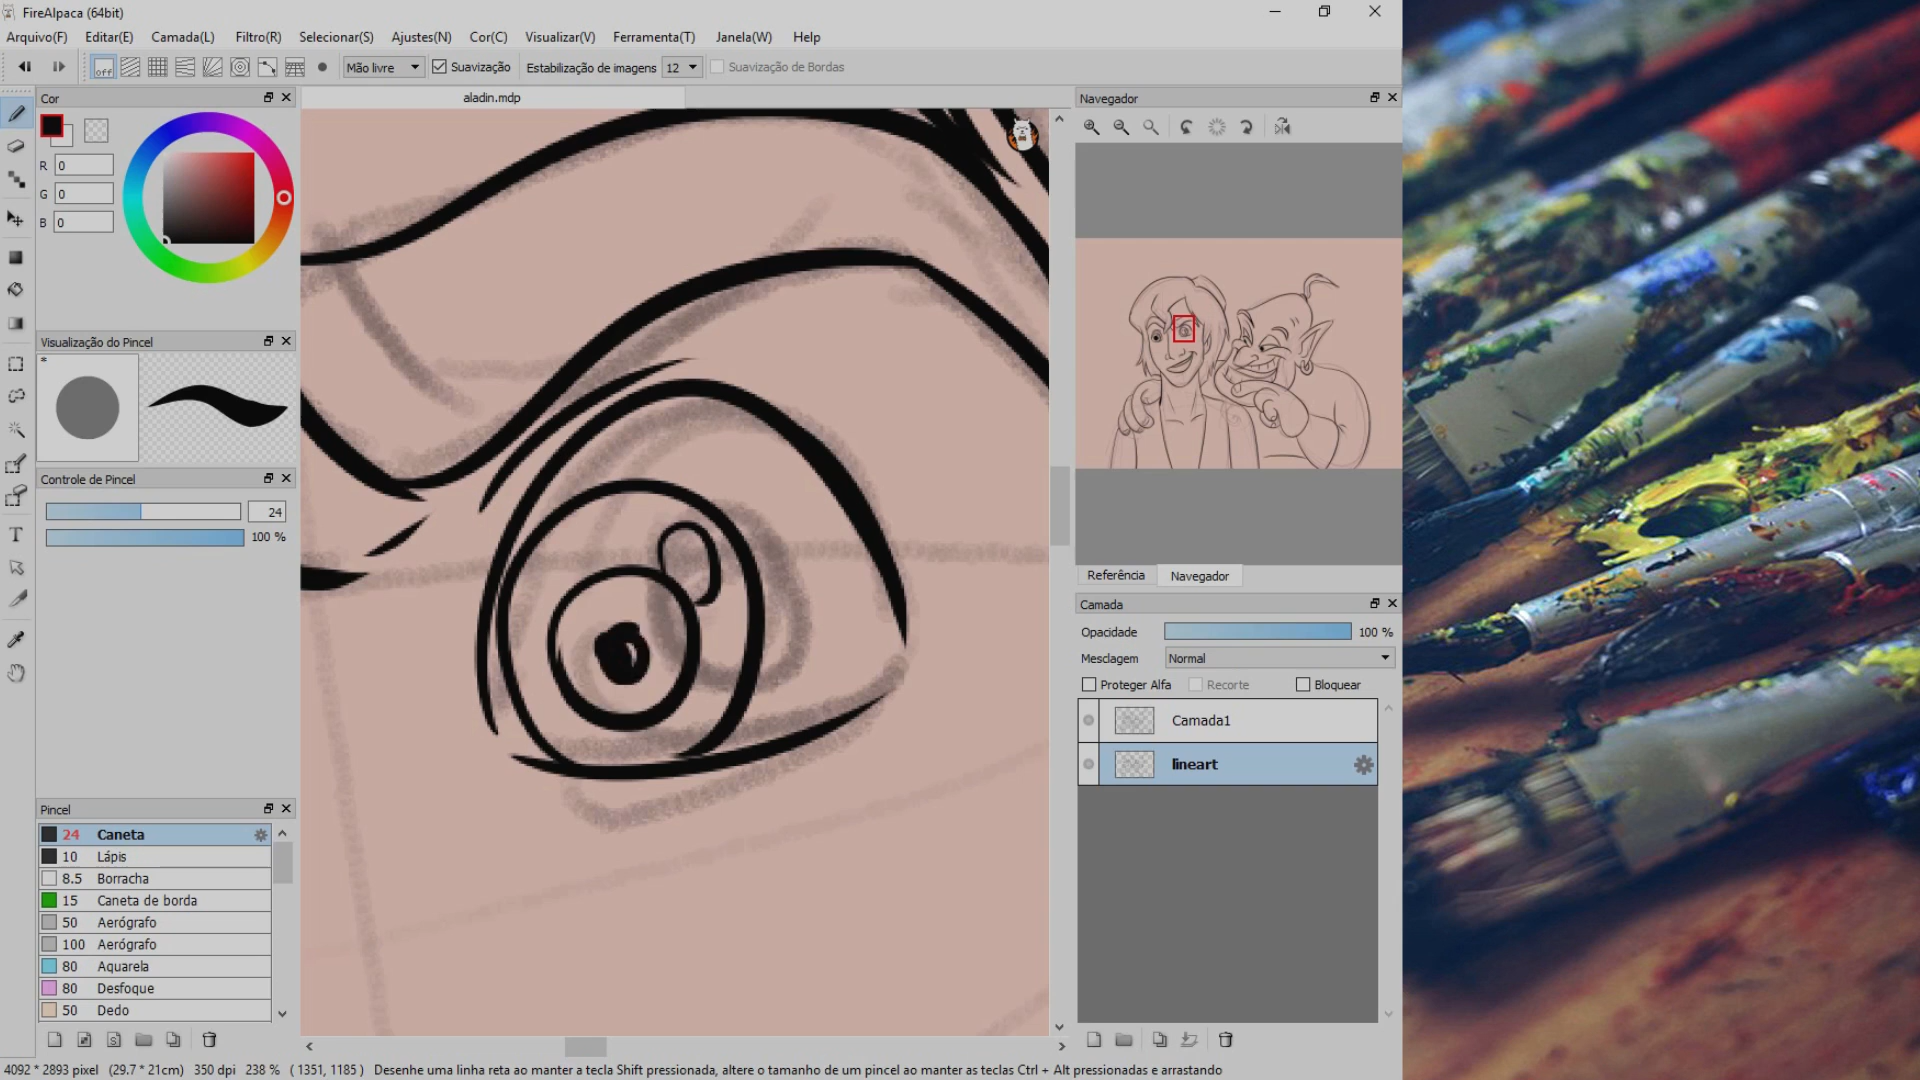 FireAlpaca (64bit)
Arquivo(F) Editar(E) Camada(L) Filtro(R) Selecionar(S) Ajustes(N) Cor(C) Visualizar(V) Ferramenta(T) Janela(W) Help
off Mão livre Suavização Estabilização de imagens 12 Suavização de Bordas
Cor
aladin.mdp
Navegador
R 0
G 0
B 0
Visualização do Pincel
*
Controle de Pincel
24
100 %
Referência Navegador
Camada
Opacidade 100 %
Mesclagem Normal
Proteger Alfa Recorte Bloquear
Camada1
lineart
Pincel
24 Caneta
10 Lápis
8.5 Borracha
15 Caneta de borda
50 Aerógrafo
100 Aerógrafo
80 Aquarela
80 Desfoque
50 Dedo
4092 * 2893 pixel (29.7 * 21cm) 350 dpi 238 % ( 1351, 1185 ) Desenhe uma linha reta ao manter a tecla Shift pressionada, altere o tamanho de um pincel ao manter as teclas Ctrl + Alt pressionadas e arrastando